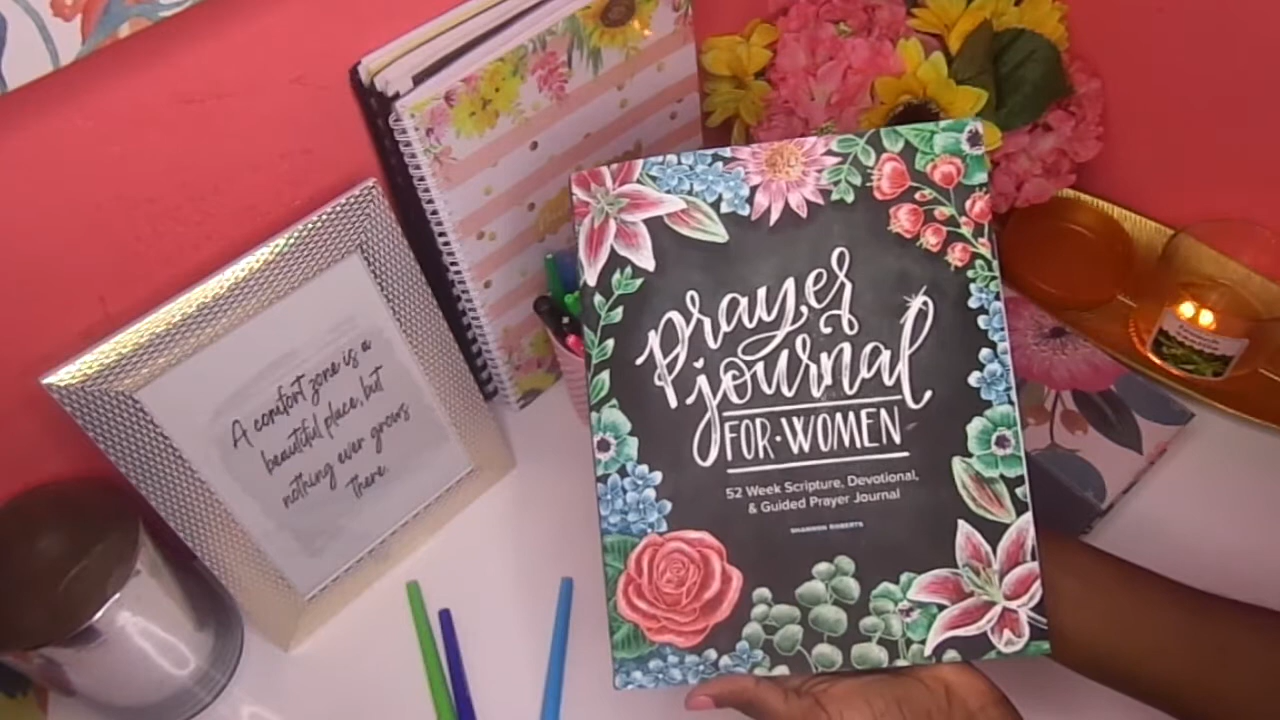 A comfort zone is a
beautiful place, but
nothing ever grows
there.
prayer
journal
FOR·WOMEN
52 Week Scripture, Devotional,
& Guided Prayer Journal
SHANNON ROBERTS